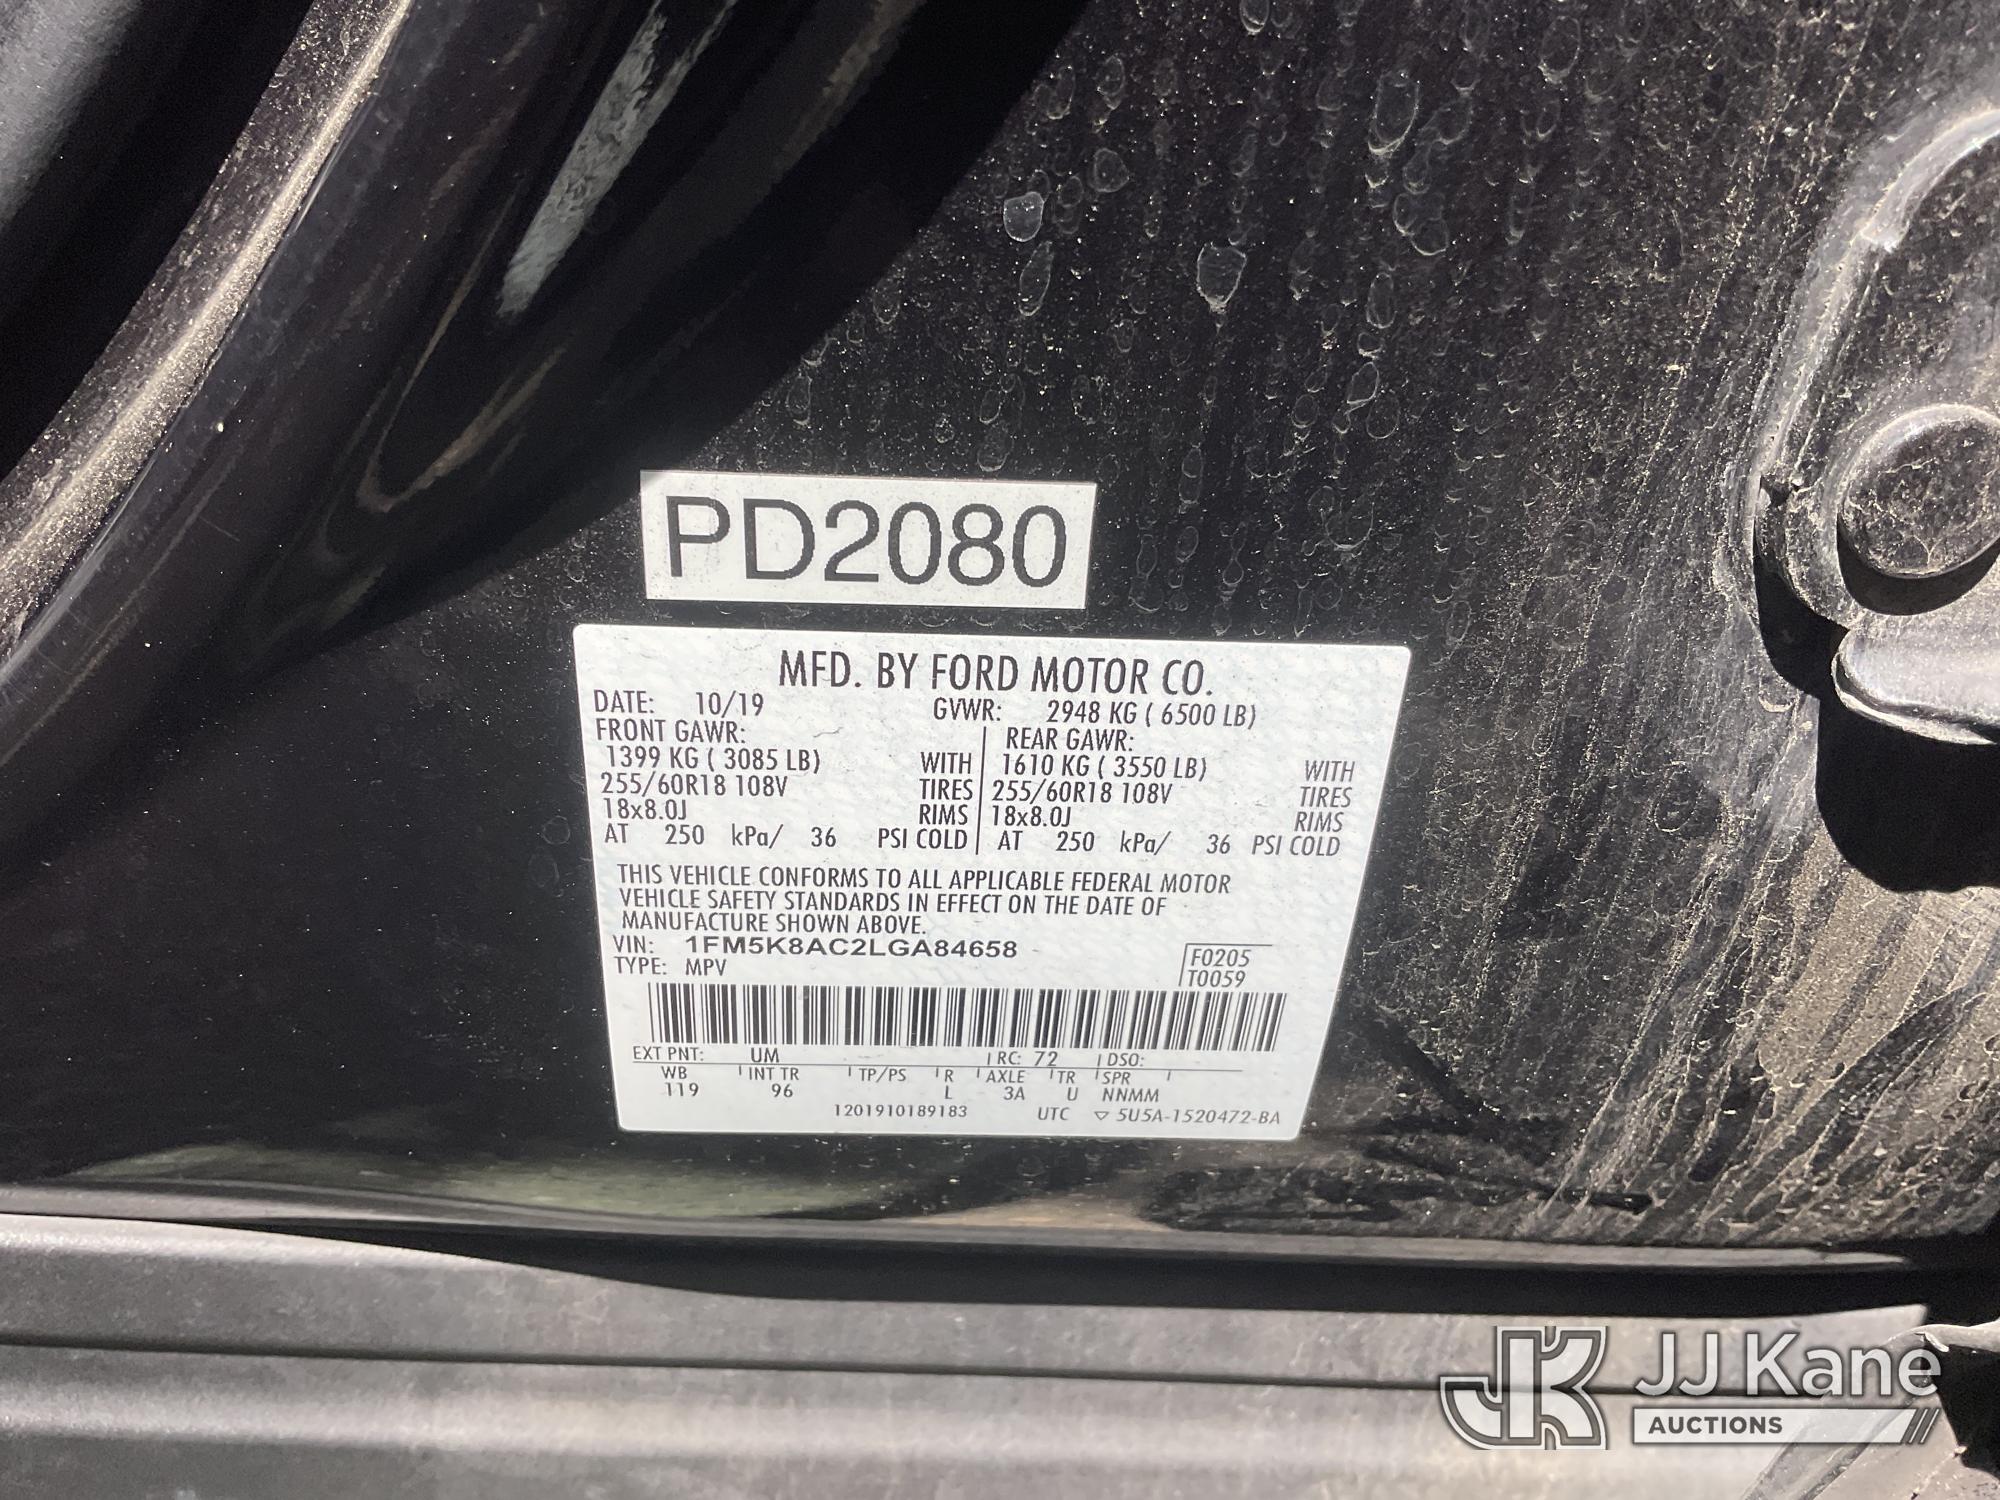 PD2080
MFD. BY FORD MOTOR CO.
DATE: 10/19 GVWR: 2948 KG ( 6500 LB)
FRONT GAWR: REAR GAWR:
1399 KG ( 3085 LB) WITH 1610 KG ( 3550 LB) WITH
255/60R18 108V TIRES 255/60R18 108V TIRES
18x8.0J RIMS 18x8.0J RIMS
AT 250 kPa/ 36 PSI COLD AT 250 kPa/ 36 PSI COLD
THIS VEHICLE CONFORMS TO ALL APPLICABLE FEDERAL MOTOR
VEHICLE SAFETY STANDARDS IN EFFECT ON THE DATE OF
MANUFACTURE SHOWN ABOVE.
VIN: 1FM5K8AC2LGA84658
TYPE: MPV
F0205
T0059
EXT PNT: UM RC: 72 DSO:
WB INT TR TP/PS R AXLE TR SPR
119 96 L 3A U NNMM
1201910189183 UTC ▽ 5U5A-1520472-BA
JK JJ Kane
AUCTIONS